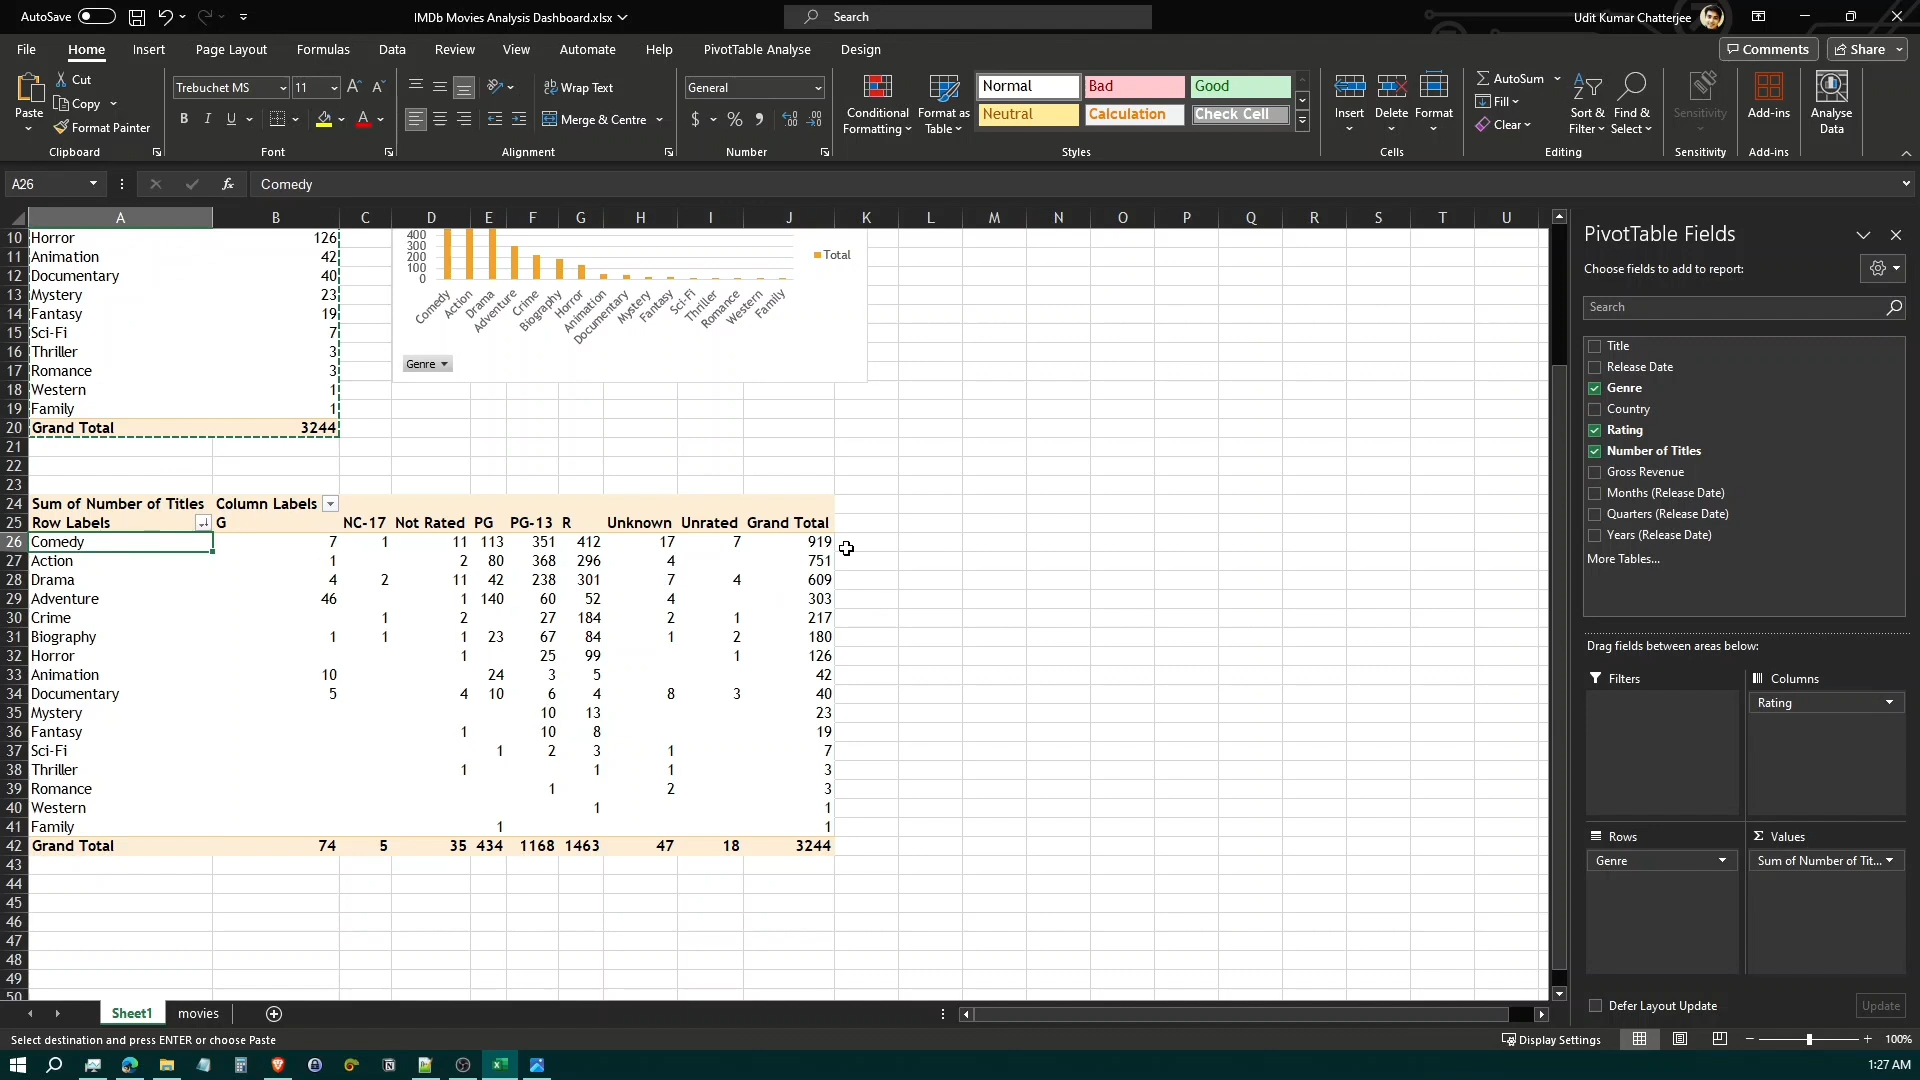 AutoSave
IMDb Movies Analysis Dashboard.xlsx
Search
Udit Kumar Chatterjee
File Home Insert Page Layout Formulas Data Review View Automate Help PivotTable Analyse Design
Comments Share
Paste
Cut
Copy
Format Painter
Clipboard
Trebuchet MS 11
B I U
Font
Wrap Text
Merge & Centre
Alignment
General
$ % 9
Number
Conditional Formatting
Format as Table
Normal Bad Good
Neutral Calculation Check Cell
Styles
Insert Delete Format
Cells
AutoSum
Fill
Clear
Sort & Filter
Find & Select
Editing
Sensitivity
Sensitivity
Add-ins
Add-ins
Analyse Data
A26 fx Comedy
A B C D E F G H I J K L M N O P Q R S T U
10 Horror 126
11 Animation 42
12 Documentary 40
13 Mystery 23
14 Fantasy 19
15 Sci-Fi 7
16 Thriller 3
17 Romance 3
18 Western 1
19 Family 1
20 Grand Total 3244
400
300
200
100
0
Comedy Action Drama Adventure Crime Biography Horror Animation Documentary Mystery Fantasy Sci-Fi Thriller Romance Western Family
Total
Genre
21
22
23
24 Sum of Number of Titles Column Labels
25 Row Labels G NC-17 Not Rated PG PG-13 R Unknown Unrated Grand Total
26 Comedy 7 1 11 113 351 412 17 7 919
27 Action 1 2 80 368 296 4 751
28 Drama 4 2 11 42 238 301 7 4 609
29 Adventure 46 1 140 60 52 4 303
30 Crime 1 2 27 184 2 1 217
31 Biography 1 1 1 23 67 84 1 2 180
32 Horror 1 25 99 1 126
33 Animation 10 24 3 5 42
34 Documentary 5 4 10 6 4 8 3 40
35 Mystery 10 13 23
36 Fantasy 1 10 8 19
37 Sci-Fi 1 2 3 1 7
38 Thriller 1 1 1 3
39 Romance 1 2 3
40 Western 1 1
41 Family 1 1
42 Grand Total 74 5 35 434 1168 1463 47 18 3244
43
44
45
46
47
48
49
50
PivotTable Fields
Choose fields to add to report:
Search
Title
Release Date
Genre
Country
Rating
Number of Titles
Gross Revenue
Months (Release Date)
Quarters (Release Date)
Years (Release Date)
More Tables...
Drag fields between areas below:
Filters
Columns
Rating
Rows
Genre
Σ Values
Sum of Number of Tit...
Defer Layout Update
Update
Sheet1 movies
Select destination and press ENTER or choose Paste
Display Settings
100%
1:27 AM